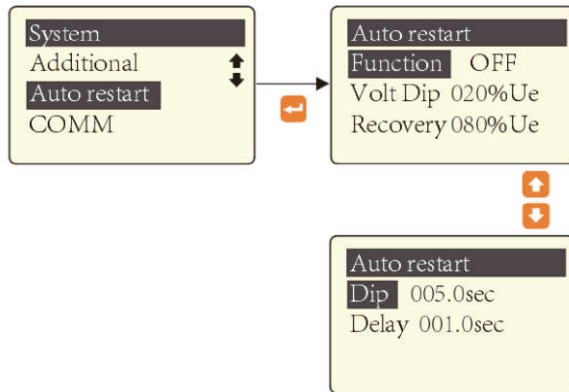 System
Additional
Auto restart
COMM
Auto restart
Function OFF
Volt Dip 020%Ue
Recovery 080%Ue
Auto restart
Dip 005.0sec
Delay 001.0sec